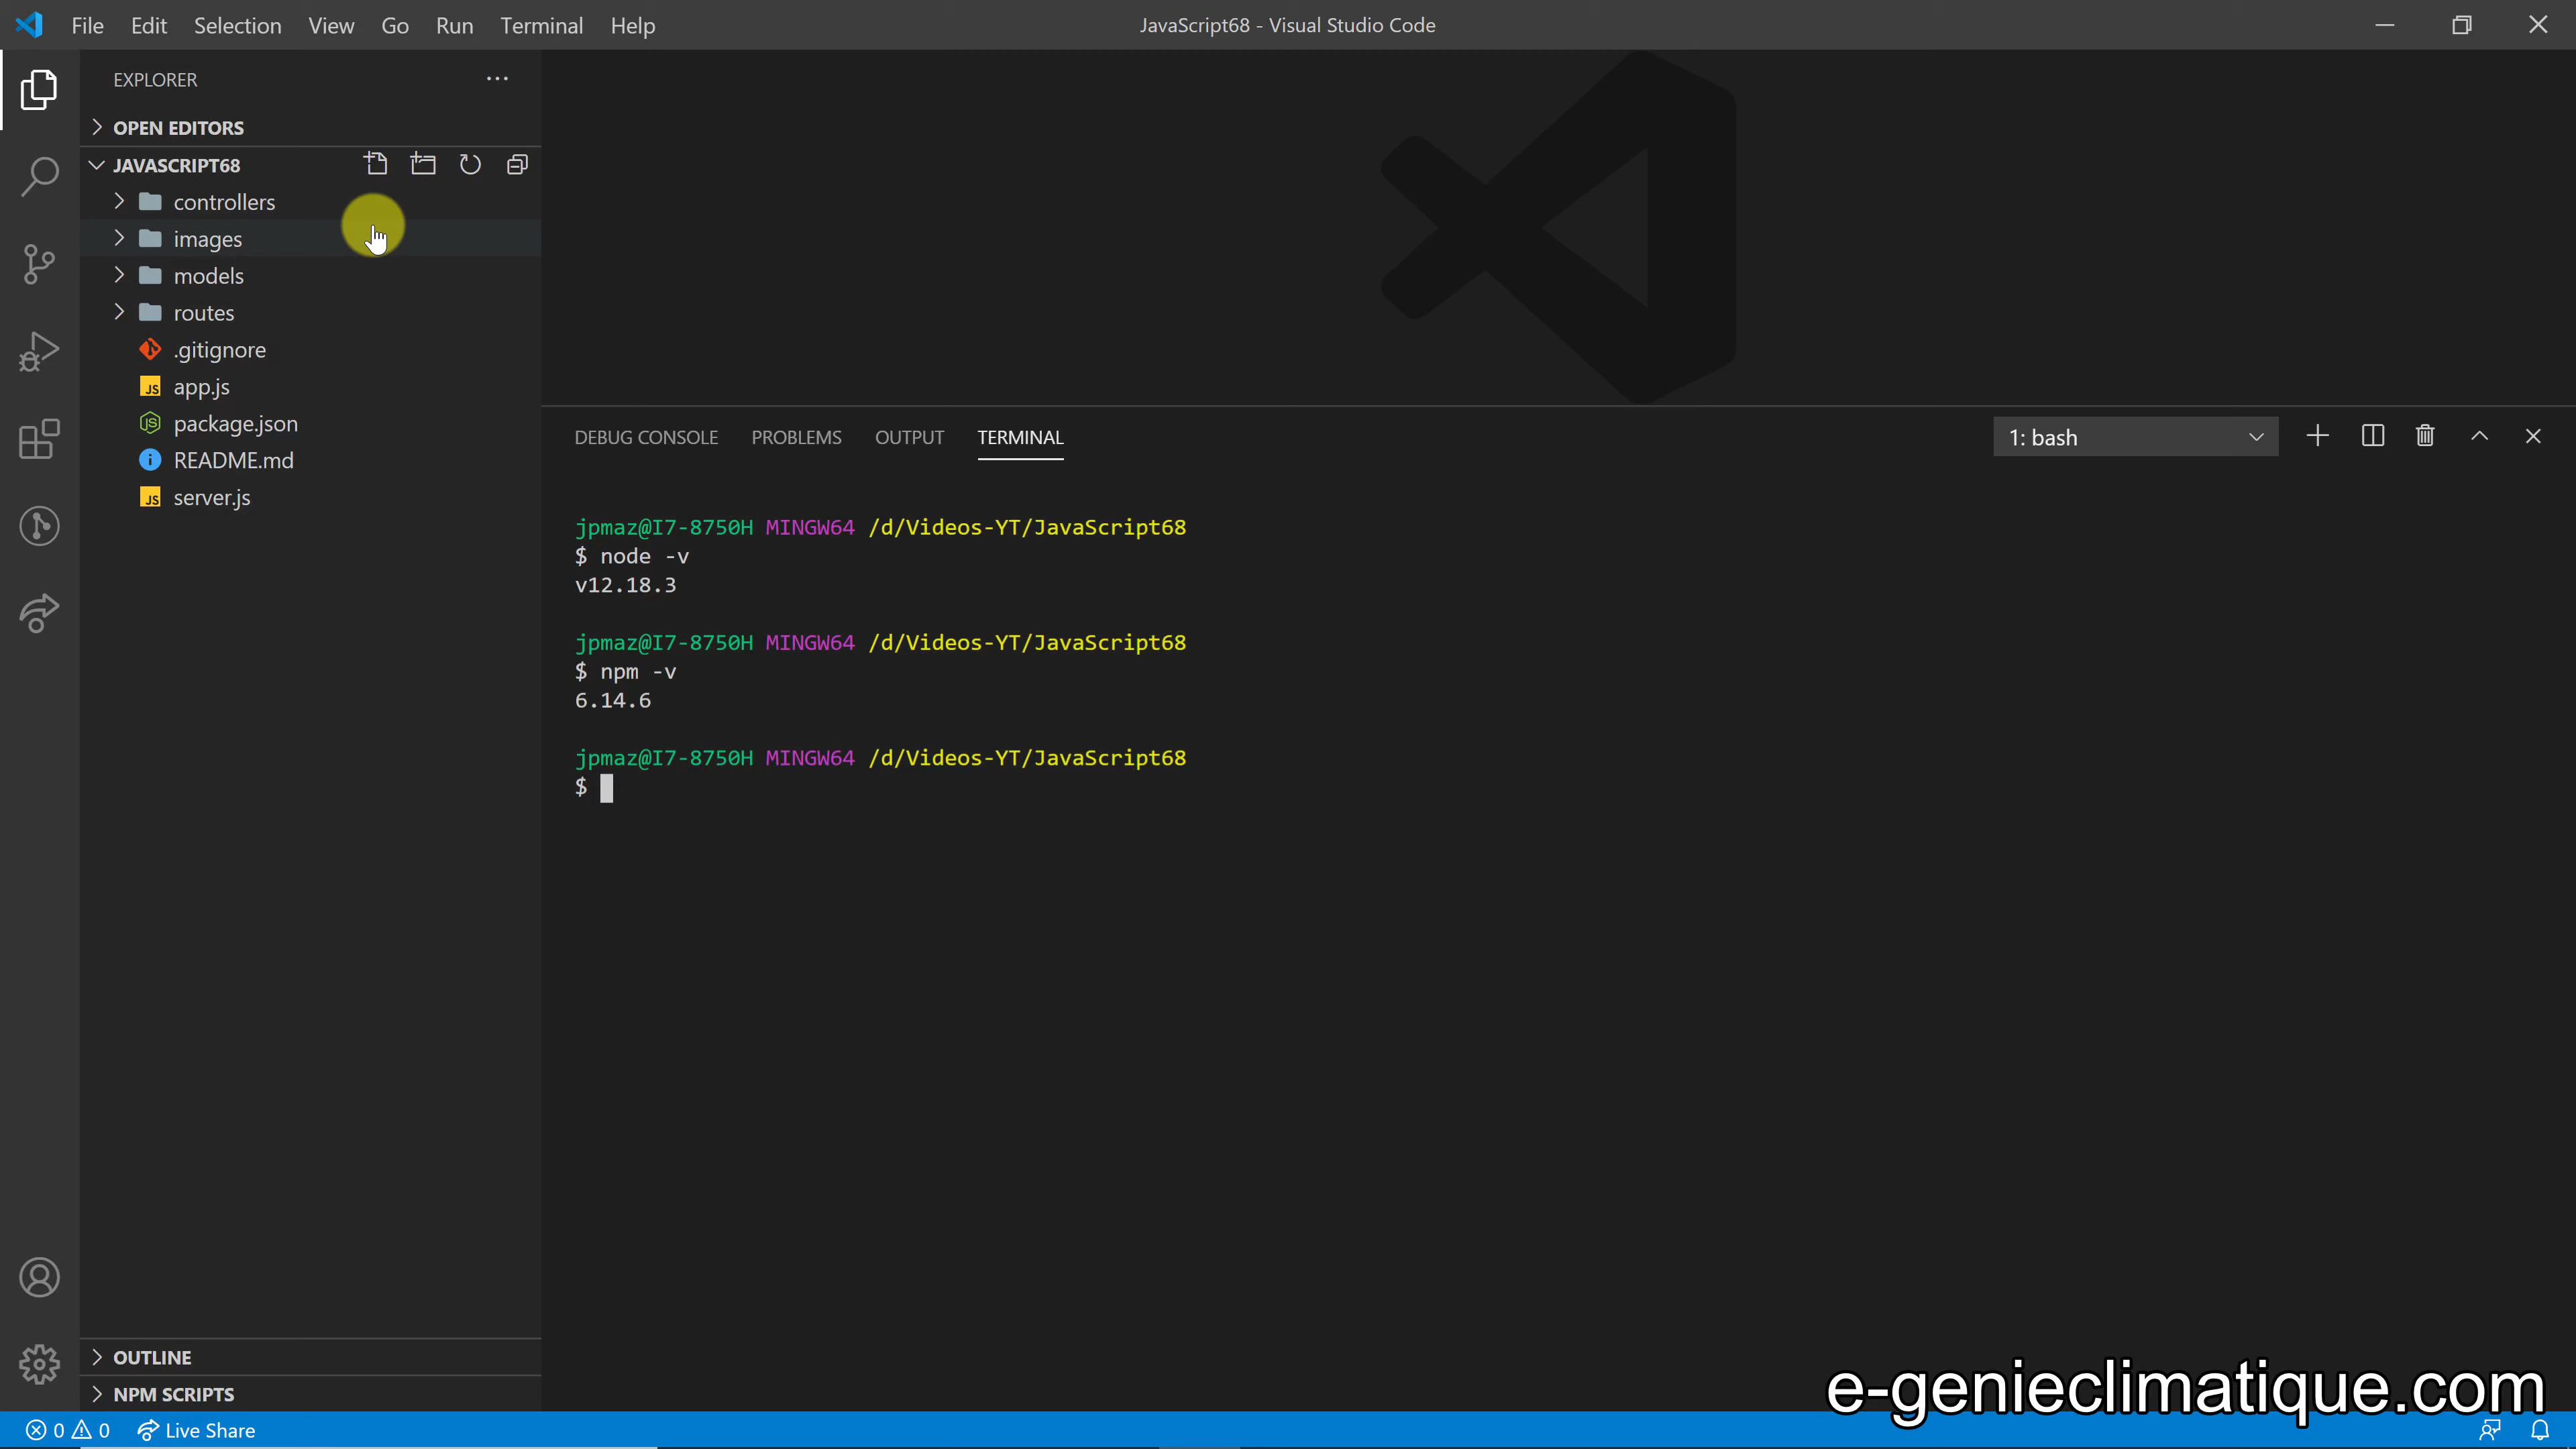 File Edit Selection View Go Run Terminal Help
JavaScript68 - Visual Studio Code
EXPLORER
OPEN EDITORS
JAVASCRIPT68
controllers
images
models
routes
.gitignore
app.js
package.json
README.md
server.js
OUTLINE
NPM SCRIPTS
DEBUG CONSOLE PROBLEMS OUTPUT TERMINAL
1: bash
jpmaz@I7-8750H MINGW64 /d/Videos-YT/JavaScript68
$ node -v
v12.18.3
jpmaz@I7-8750H MINGW64 /d/Videos-YT/JavaScript68
$ npm -v
6.14.6
jpmaz@I7-8750H MINGW64 /d/Videos-YT/JavaScript68
$
e-genieclimatique.com
0 0 Live Share